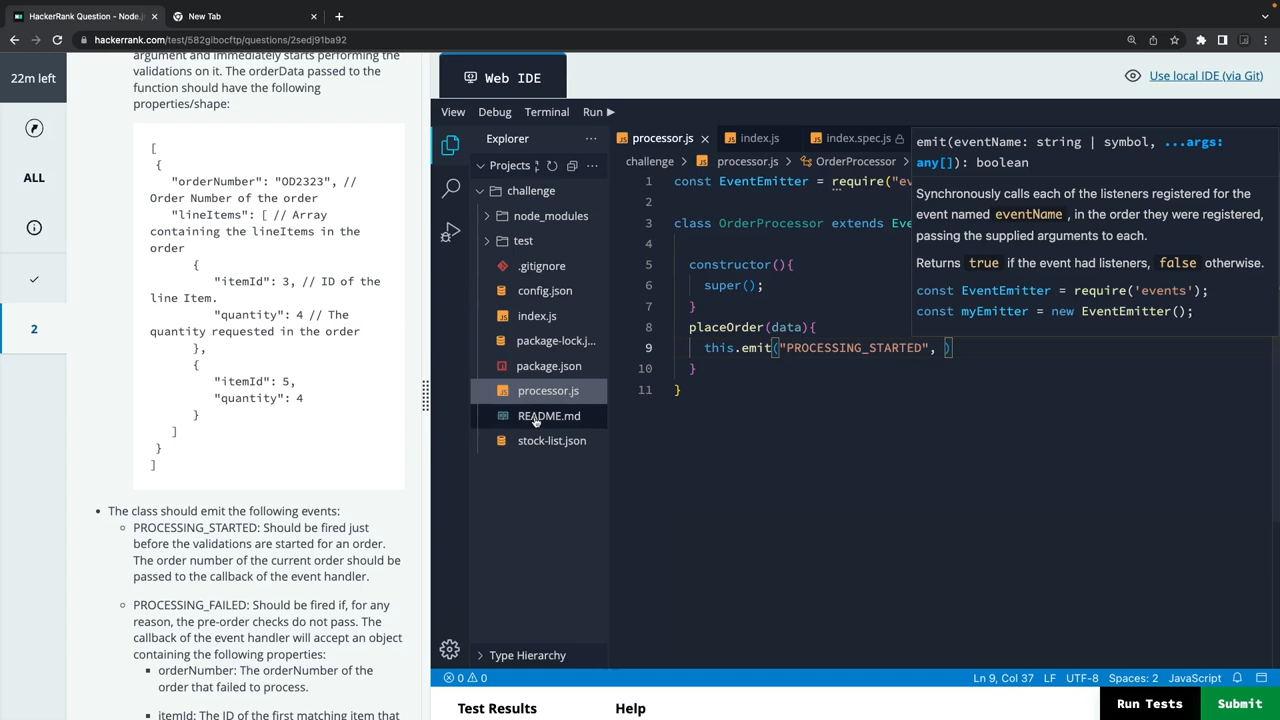 HackerRank Question - Node.j
New Tab
hackerrank.com/test/582gibocftp/questions/2sedj91ba92
22m left
ALL
2
argument and immediately starts performing the
validations on it. The orderData passed to the
function should have the following
properties/shape:
[
{
"orderNumber": "OD2323", //
Order Number of the order
"lineItems": [ // Array
containing the lineItems in the
order
{
"itemId": 3, // ID of the
line Item.
"quantity": 4 // The
quantity requested in the order
},
{
"itemId": 5,
"quantity": 4
}
]
}
]
• The class should emit the following events:
PROCESSING_STARTED: Should be fired just
before the validations are started for an order.
The order number of the current order should be
passed to the callback of the event handler.
PROCESSING_FAILED: Should be fired if, for any
reason, the pre-order checks do not pass. The
callback of the event handler will accept an object
containing the following properties:
orderNumber: The orderNumber of the
order that failed to process.
itemId: The ID of the first matching item that
Web IDE
Use local IDE (via Git)
View Debug Terminal Run
Explorer
Projects
challenge
node_modules
test
.gitignore
config.json
index.js
package-lock.j...
package.json
processor.js
README.md
stock-list.json
Type Hierarchy
processor.js index.js index.spec.js
challenge > processor.js > OrderProcessor >
1 const EventEmitter = require("ev
2
3 class OrderProcessor extends Eve
4
5 constructor(){
6 super();
7 }
8 placeOrder(data){
9 this.emit("PROCESSING_STARTED", )
10 }
11 }
emit(eventName: string | symbol, ...args:
any[]): boolean
Synchronously calls each of the listeners registered for the
event named eventName , in the order they were registered,
passing the supplied arguments to each.
Returns true if the event had listeners, false otherwise.
const EventEmitter = require('events');
const myEmitter = new EventEmitter();
0 0
Ln 9, Col 37 LF UTF-8 Spaces: 2 JavaScript
Test Results Help
Run Tests Submit